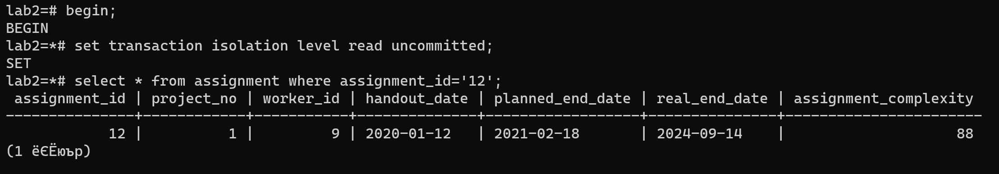 lab2=# begin;
BEGIN
lab2=*# set transaction isolation level read uncommitted;
SET
lab2=*# select * from assignment where assignment_id='12';
 assignment_id | project_no | worker_id | handout_date | planned_end_date | real_end_date | assignment_complexity
---------------+------------+-----------+--------------+------------------+---------------+-----------------------
            12 |          1 |         9 | 2020-01-12   | 2021-02-18       | 2024-09-14    |                    88
(1 ёЄЁюър)